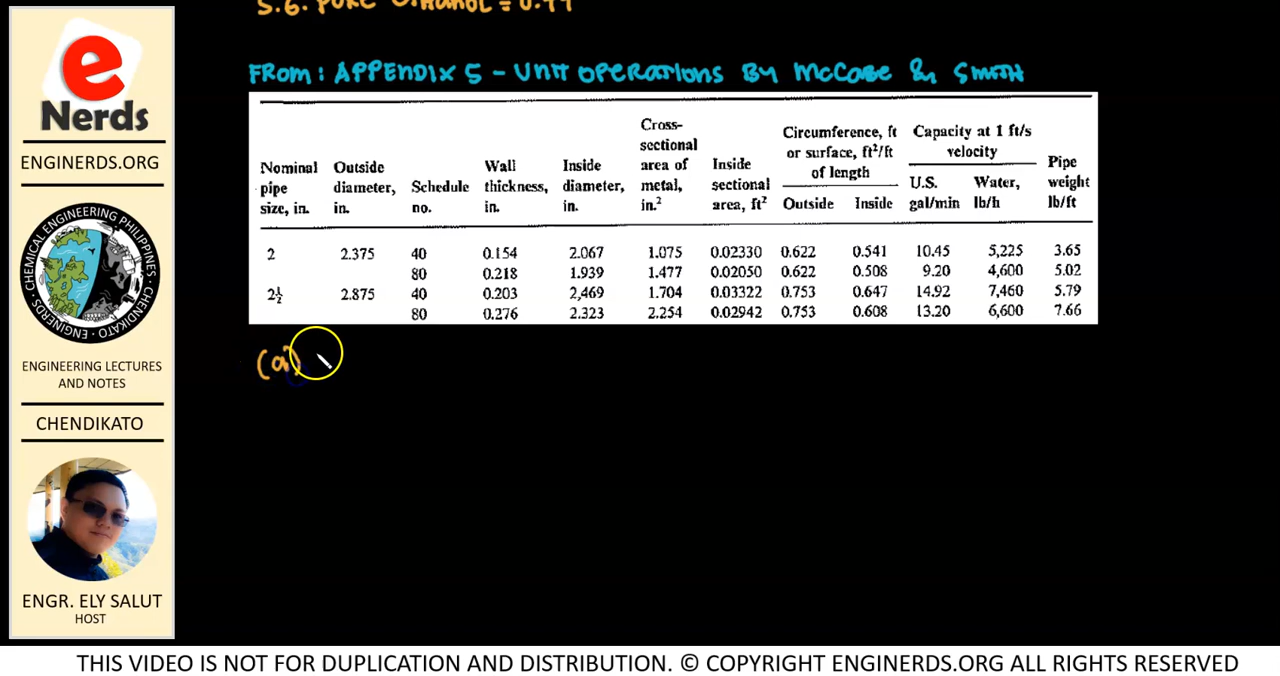 S.G. PURE ETHANOL = 0.79
FROM: APPENDIX 5 - UNIT OPERATIONS BY McCABE & SMITH
e
Nerds
ENGINERDS.ORG
CHEMICAL ENGINEERING PHILIPPINES
CHENDIKATO · ENGINERDS
ENGINEERING LECTURES
AND NOTES
CHENDIKATO
ENGR. ELY SALUT
HOST
Nominal pipe size, in. Outside diameter, in. Schedule no. Wall thickness, in. Inside diameter, in. Cross-sectional area of metal, in.² Inside sectional area, ft² Circumference, ft or surface, ft²/ft of length Outside Inside Capacity at 1 ft/s velocity U.S. gal/min Water, lb/h Pipe weight lb/ft
2 2.375 40 0.154 2.067 1.075 0.02330 0.622 0.541 10.45 5,225 3.65
80 0.218 1.939 1.477 0.02050 0.622 0.508 9.20 4,600 5.02
2½ 2.875 40 0.203 2,469 1.704 0.03322 0.753 0.647 14.92 7,460 5.79
80 0.276 2.323 2.254 0.02942 0.753 0.608 13.20 6,600 7.66
(a)
THIS VIDEO IS NOT FOR DUPLICATION AND DISTRIBUTION. © COPYRIGHT ENGINERDS.ORG ALL RIGHTS RESERVED